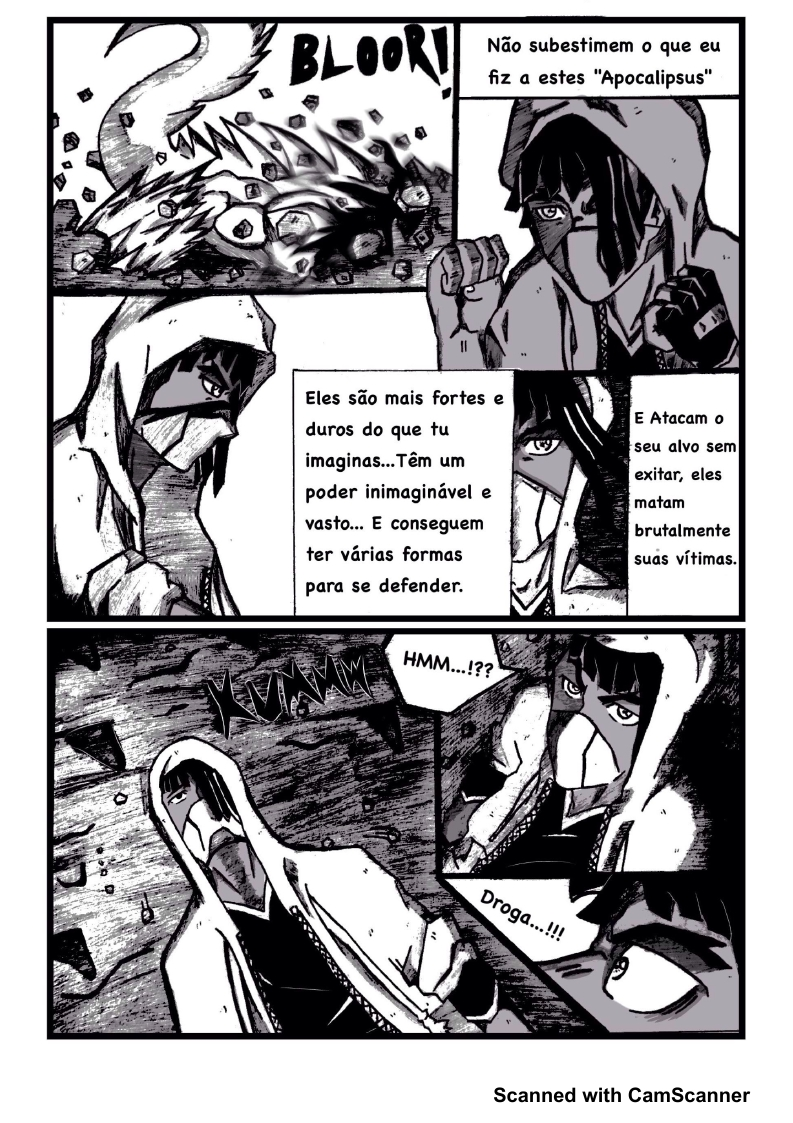 BLOOR!
Não subestimem o que eu
fiz a estes "Apocalipsus"
Eles são mais fortes e
duros do que tu
imaginas...Têm um
poder inimaginável e
vasto... E conseguem
ter várias formas
para se defender.
E Atacam o
seu alvo sem
exitar, eles
matam
brutalmente
suas vítimas.
HMM...!??
Droga...!!!
Scanned with CamScanner